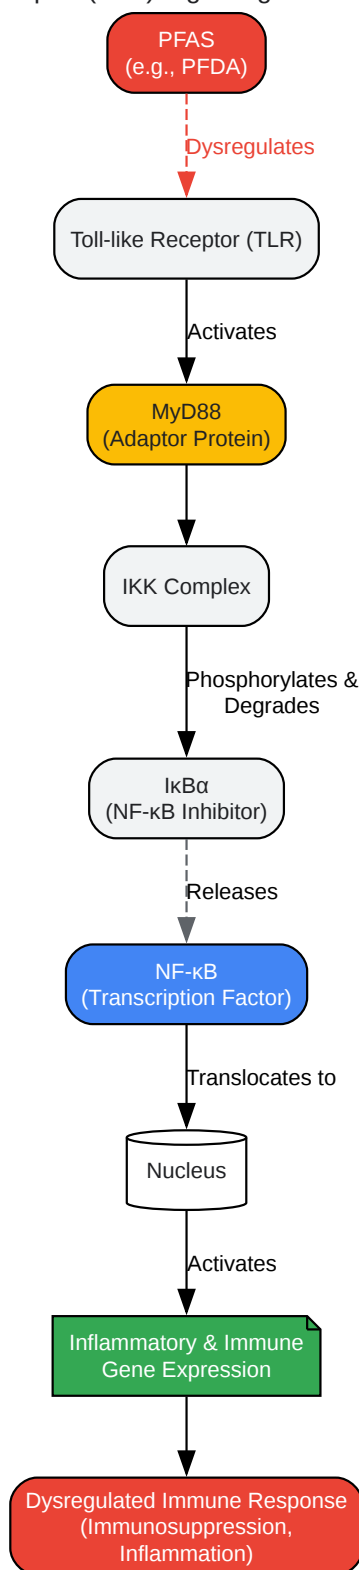 PFAS
(e.g., PFDA)
Dysregulates
Toll-like Receptor (TLR)
Activates
MyD88
(Adaptor Protein)
IKK Complex
Phosphorylates &
Degrades
IκBα
(NF-κB Inhibitor)
Releases
NF-κB
(Transcription Factor)
Translocates to
Nucleus
Activates
Inflammatory & Immune
Gene Expression
Dysregulated Immune Response
(Immunosuppression,
Inflammation)